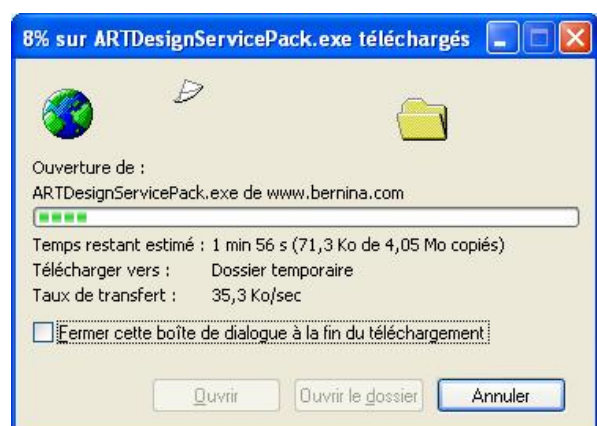 8% sur ARTDesignServicePack.exe téléchargés
Ouverture de :
ARTDesignServicePack.exe de www.bernina.com
Temps restant estimé : 1 min 56 s (71,3 Ko de 4,05 Mo copiés)
Télécharger vers : Dossier temporaire
Taux de transfert : 35,3 Ko/sec
Fermer cette boîte de dialogue à la fin du téléchargement
Ouvrir Ouvrir le dossier Annuler